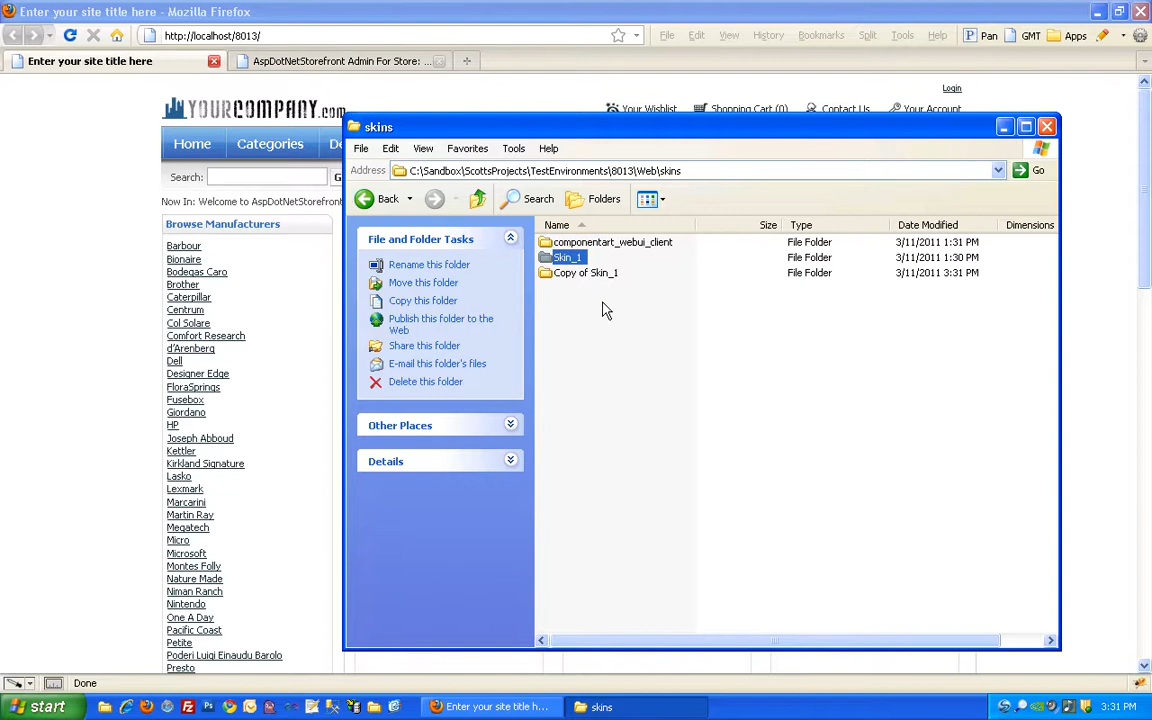 Enter your site title here - Mozilla Firefox
http://localhost/8013/
File Edit View History Bookmarks Split Tools Help Pan GMT Apps
Enter your site title here
AspDotNetStorefront Admin For Store: ...
Login
YOURCOMPANY.com
Your Wishlist Shopping Cart (0) Contact Us Your Account
Home Categories De
Search: G
Now In: Welcome to AspDotNetStorefront
Browse Manufacturers
Barbour
Bionaire
Bodegas Caro
Brother
Caterpillar
Centrum
Col Solare
Comfort Research
d'Arenberg
Dell
Designer Edge
FloraSprings
Fusebox
Giordano
HP
Joseph Abboud
Kettler
Kirkland Signature
Lasko
Lexmark
Marcarini
Martin Ray
Megatech
Micro
Microsoft
Montes Folly
Nature Made
Niman Ranch
Nintendo
One A Day
Pacific Coast
Petite
Poderi Luigi Einaudu Barolo
Presto
skins
File Edit View Favorites Tools Help
Address C:\Sandbox\ScottsProjects\TestEnvironments\8013\Web\skins Go
Back Search Folders
File and Folder Tasks
Rename this folder
Move this folder
Copy this folder
Publish this folder to the
Web
Share this folder
E-mail this folder's files
Delete this folder
Other Places
Details
Name Size Type Date Modified Dimensions
componentart_webui_client File Folder 3/11/2011 1:31 PM
Skin_1 File Folder 3/11/2011 1:30 PM
Copy of Skin_1 File Folder 3/11/2011 3:31 PM
Done
start Enter your site title h... skins 3:31 PM